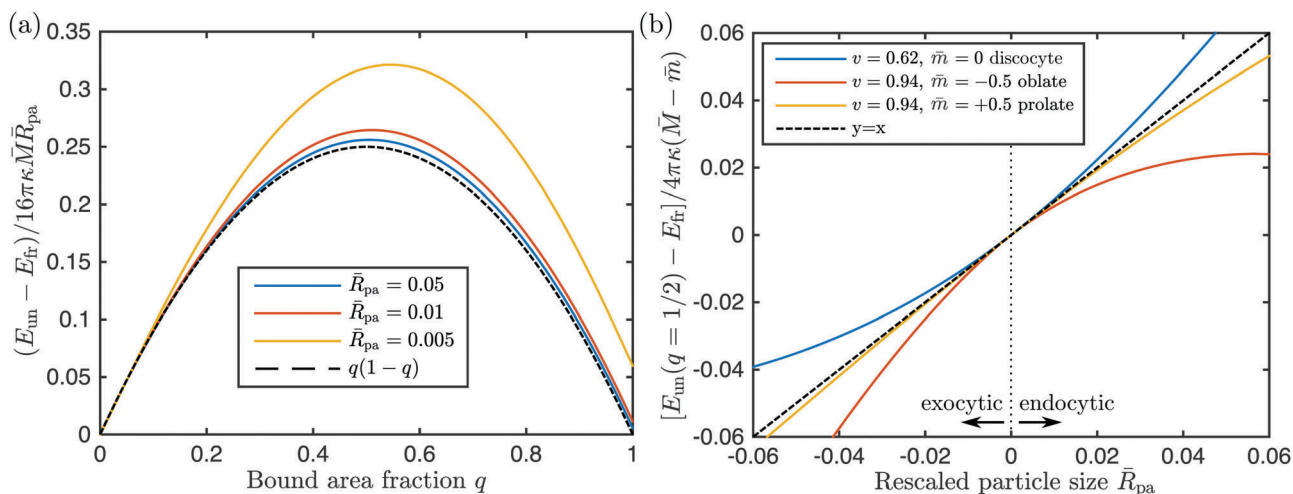 (a)
0.35
0.3
0.25
0.2
0.15
0.1
0.05
0
(E_un − E_fr)/16πκM̄R̄_pa
R̄_pa = 0.05
R̄_pa = 0.01
R̄_pa = 0.005
q(1 − q)
0 0.2 0.4 0.6 0.8 1
Bound area fraction q
(b)
0.06
0.04
0.02
0
-0.02
-0.04
-0.06
[E_un(q = 1/2) − E_fr]/4πκ(M̄ − m̄)
v = 0.62, m̄ = 0 discocyte
v = 0.94, m̄ = −0.5 oblate
v = 0.94, m̄ = +0.5 prolate
y=x
exocytic endocytic
-0.06 -0.04 -0.02 0 0.02 0.04 0.06
Rescaled particle size R̄_pa